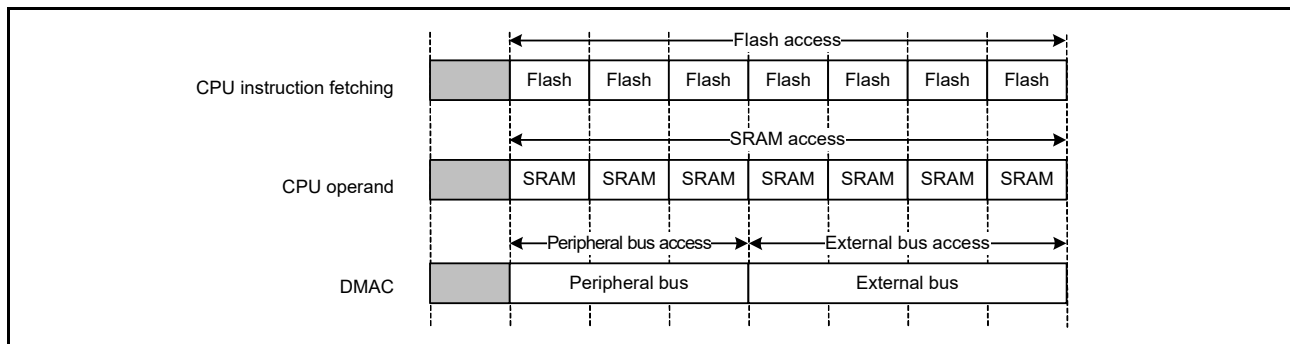 Flash access
CPU instruction fetching Flash Flash Flash Flash Flash Flash Flash
SRAM access
CPU operand SRAM SRAM SRAM SRAM SRAM SRAM SRAM
Peripheral bus access External bus access
DMAC Peripheral bus External bus